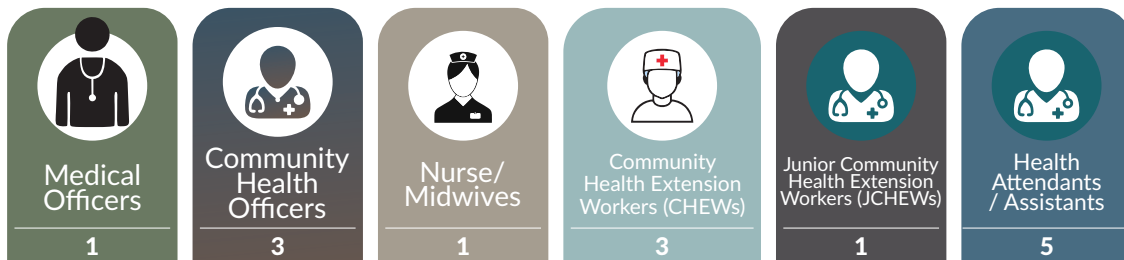 Medical
Officers
1
Community
Health
Officers
3
Nurse/
Midwives
1
Community
Health Extension
Workers (CHEWs)
3
Junior Community
Health Extension
Workers (JCHEWs)
1
Health
Attendants
/ Assistants
5